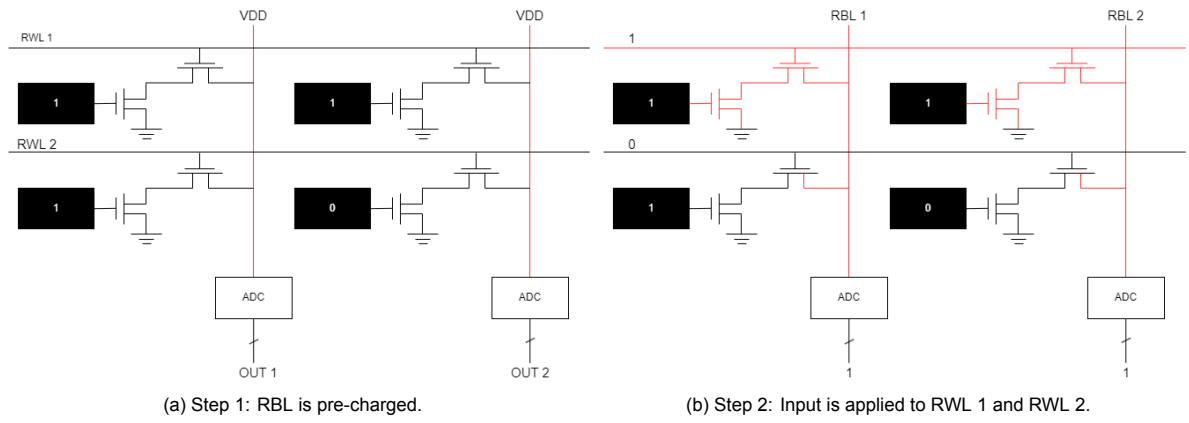 VDD VDD
RWL 1
1 1
RWL 2
1 0
ADC ADC
OUT 1 OUT 2
(a) Step 1: RBL is pre-charged.
RBL 1 RBL 2
1
1 1
0
1 0
ADC ADC
1 1
(b) Step 2: Input is applied to RWL 1 and RWL 2.